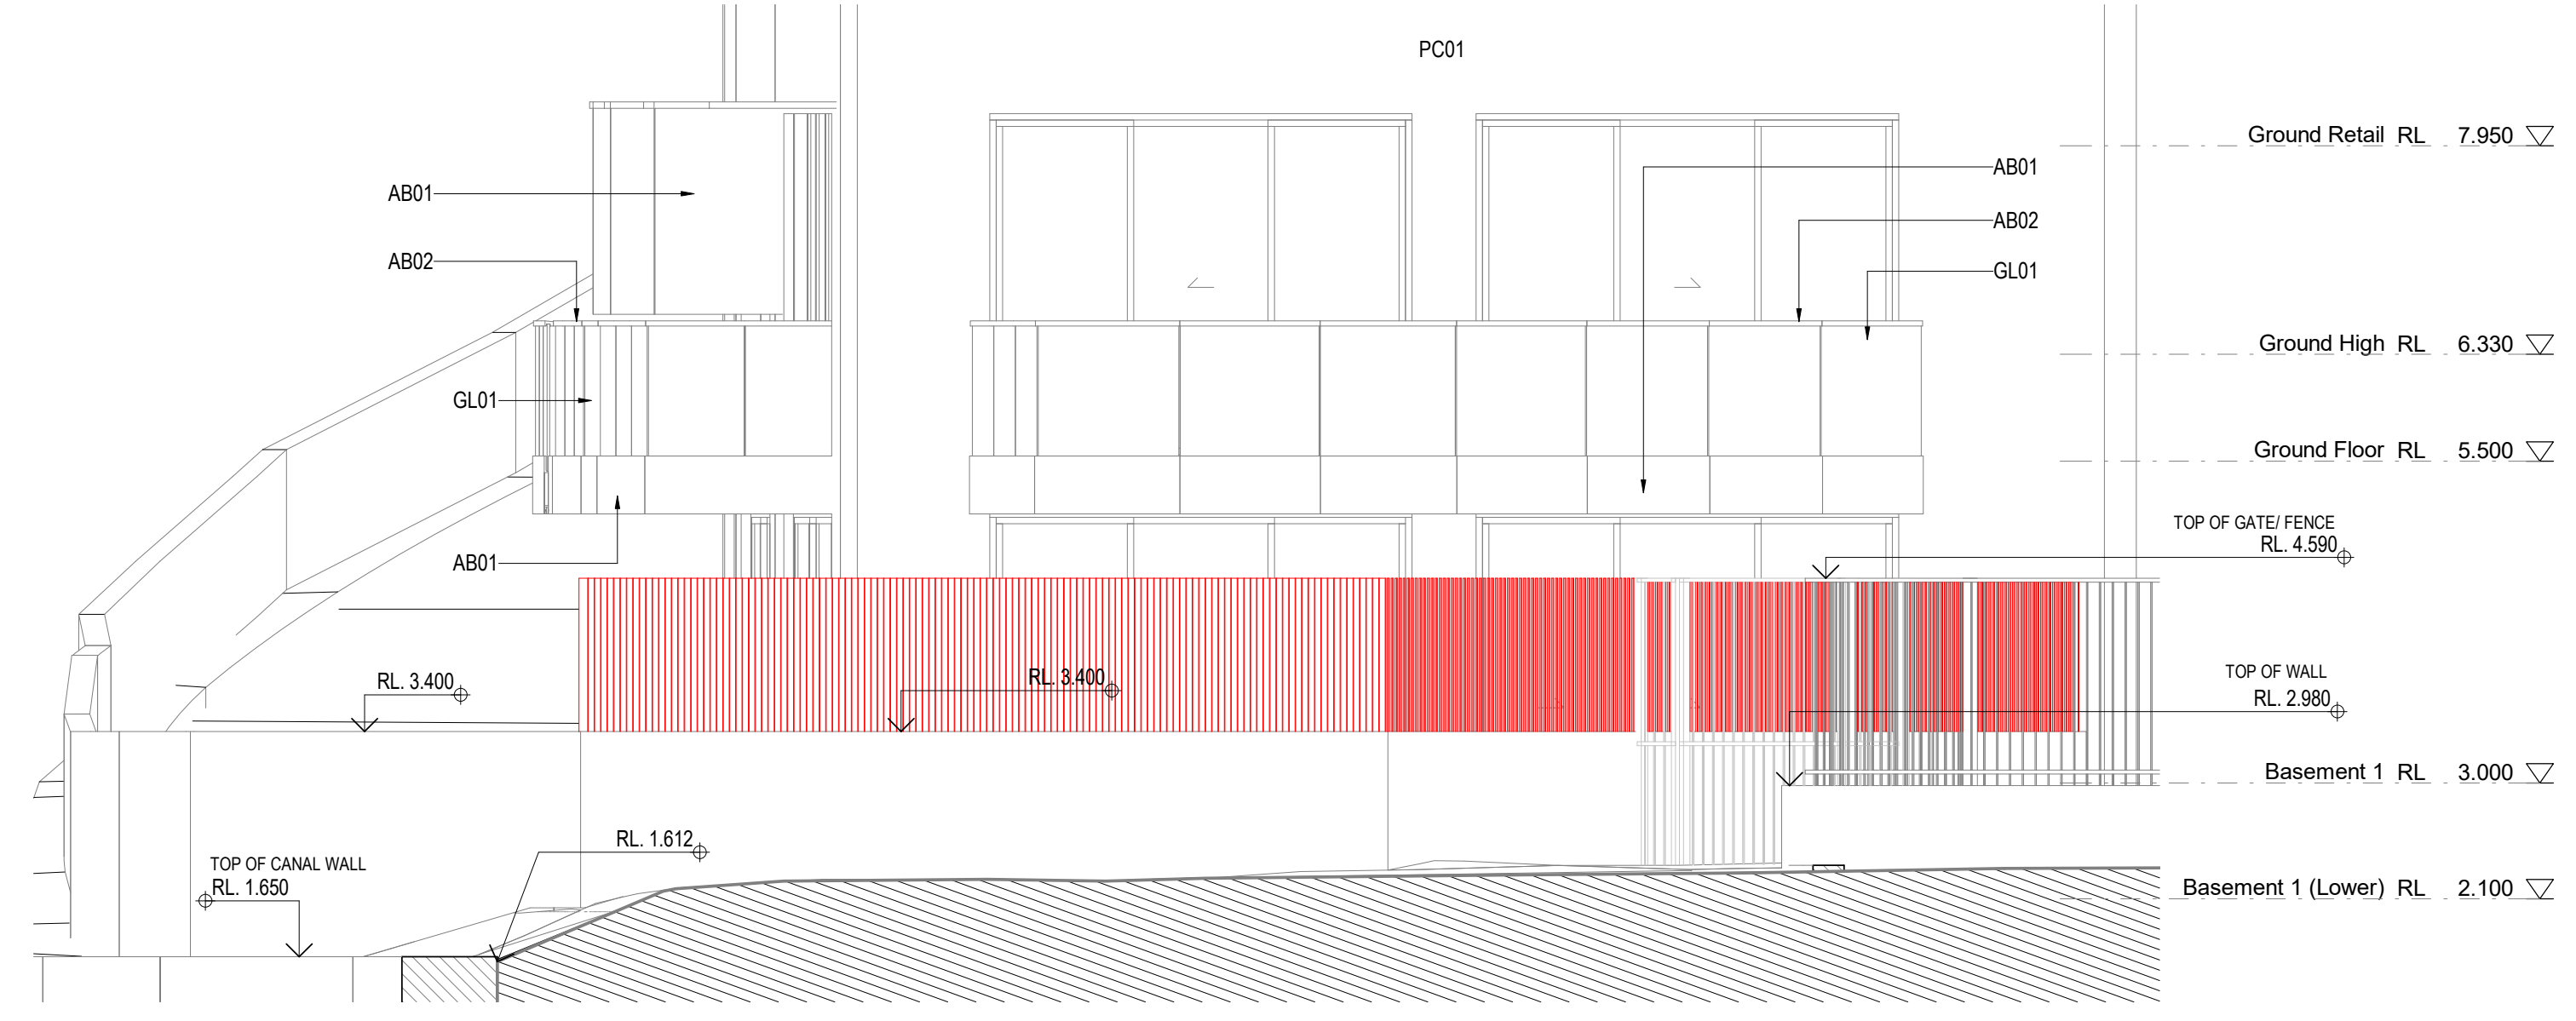 PC01
Ground Retail RL 7.950
AB01
AB01
AB02
AB02
GL01
Ground High RL 6.330
GL01
Ground Floor RL 5.500
TOP OF GATE/ FENCE
RL. 4.590
AB01
TOP OF WALL
RL. 2.980
RL. 3.400
RL. 3.400
Basement 1 RL 3.000
RL. 1.612
TOP OF CANAL WALL
RL. 1.650
Basement 1 (Lower) RL 2.100